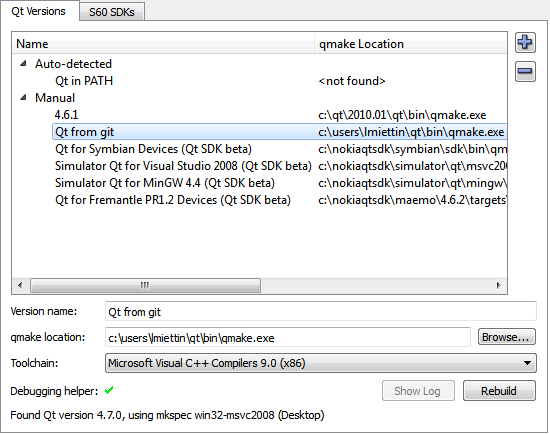 Qt Versions S60 SDKs
Name qmake Location
Auto-detected
Qt in PATH <not found>
Manual
4.6.1 c:\qt\2010.01\qt\bin\qmake.exe
Qt from git c:\users\lmiettin\qt\bin\qmake.exe
Qt for Symbian Devices (Qt SDK beta) c:\nokiaqtsdk\symbian\sdk\bin\qm
Simulator Qt for Visual Studio 2008 (Qt SDK beta) c:\nokiaqtsdk\simulator\qt\msvc200
Simulator Qt for MinGW 4.4 (Qt SDK beta) c:\nokiaqtsdk\simulator\qt\mingw\
Qt for Fremantle PR1.2 Devices (Qt SDK beta) c:\nokiaqtsdk\maemo\4.6.2\targets\
Version name: Qt from git
qmake location: c:\users\lmiettin\qt\bin\qmake.exe Browse...
Toolchain: Microsoft Visual C++ Compilers 9.0 (x86)
Debugging helper: Show Log Rebuild
Found Qt version 4.7.0, using mkspec win32-msvc2008 (Desktop)